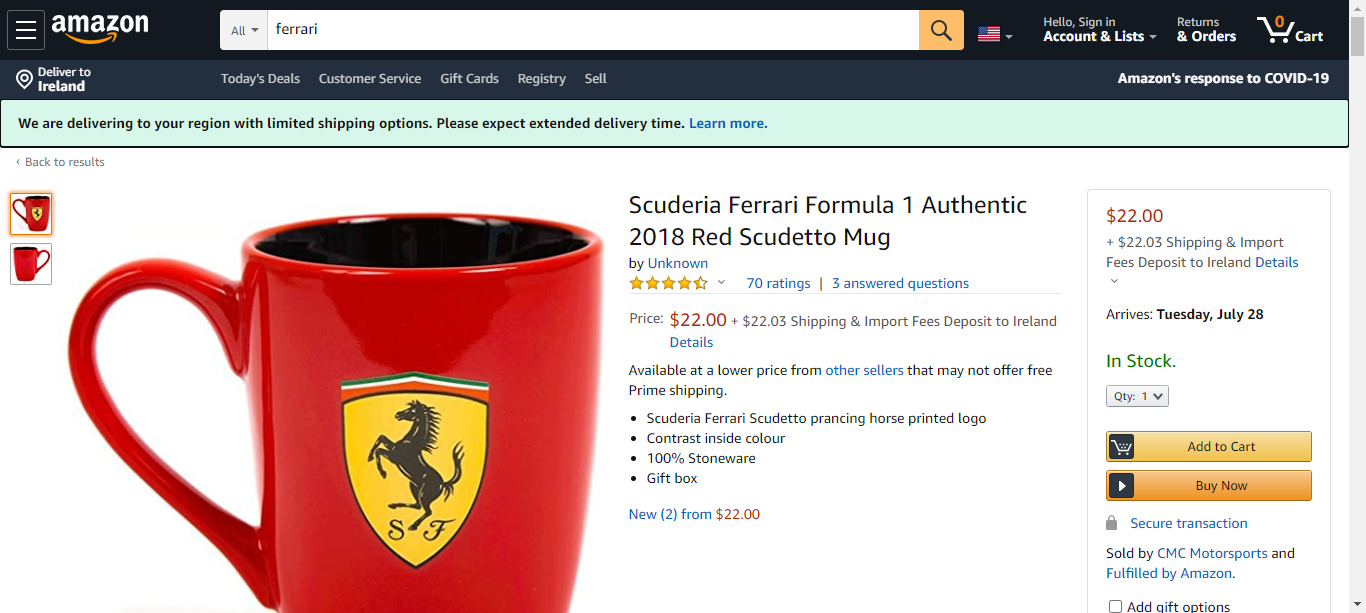 amazon
All
ferrari
Hello, Sign in
Account & Lists
Returns
& Orders
0
Cart
Deliver to
Ireland
Today's Deals
Customer Service
Gift Cards
Registry
Sell
Amazon's response to COVID-19
We are delivering to your region with limited shipping options. Please expect extended delivery time. Learn more.
‹ Back to results
Scuderia Ferrari Formula 1 Authentic
2018 Red Scudetto Mug
by Unknown
70 ratings | 3 answered questions
Price: $22.00 + $22.03 Shipping & Import Fees Deposit to Ireland
Details
Available at a lower price from other sellers that may not offer free
Prime shipping.
• Scuderia Ferrari Scudetto prancing horse printed logo
• Contrast inside colour
• 100% Stoneware
• Gift box
New (2) from $22.00
S F
$22.00
+ $22.03 Shipping & Import
Fees Deposit to Ireland Details
Arrives: Tuesday, July 28
In Stock.
Qty: 1
Add to Cart
Buy Now
Secure transaction
Sold by CMC Motorsports and
Fulfilled by Amazon.
Add gift options